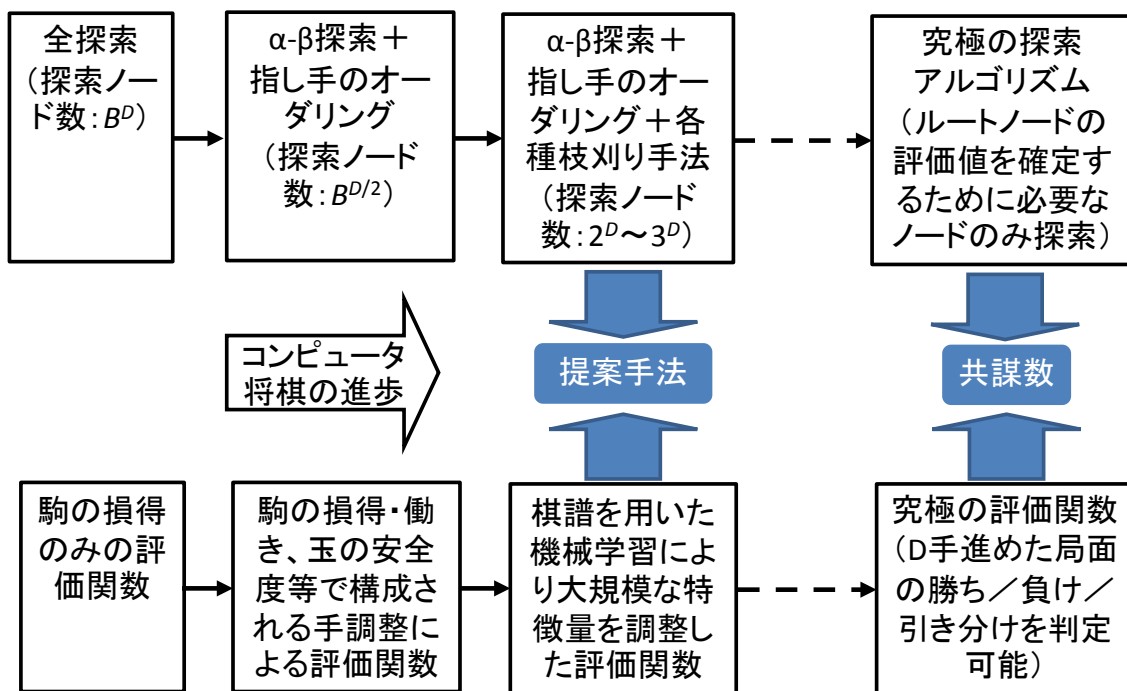 全探索
（探索ノー
ド数：B^D）
α-β探索＋
指し手のオー
ダリング
（探索ノード
数：B^{D/2}）
α-β探索＋
指し手のオー
ダリング＋各
種枝刈り手法
（探索ノード
数：2^D～3^D）
究極の探索
アルゴリズム
（ルートノードの
評価値を確定す
るために必要な
ノードのみ探索）
コンピュータ
将棋の進歩
提案手法
共謀数
駒の損得
のみの評
価関数
駒の損得・働
き、玉の安全
度等で構成さ
れる手調整に
よる評価関数
棋譜を用いた
機械学習によ
り大規模な特
徴量を調整し
た評価関数
究極の評価関数
（D手進めた局面
の勝ち／負け／
引き分けを判定
可能）